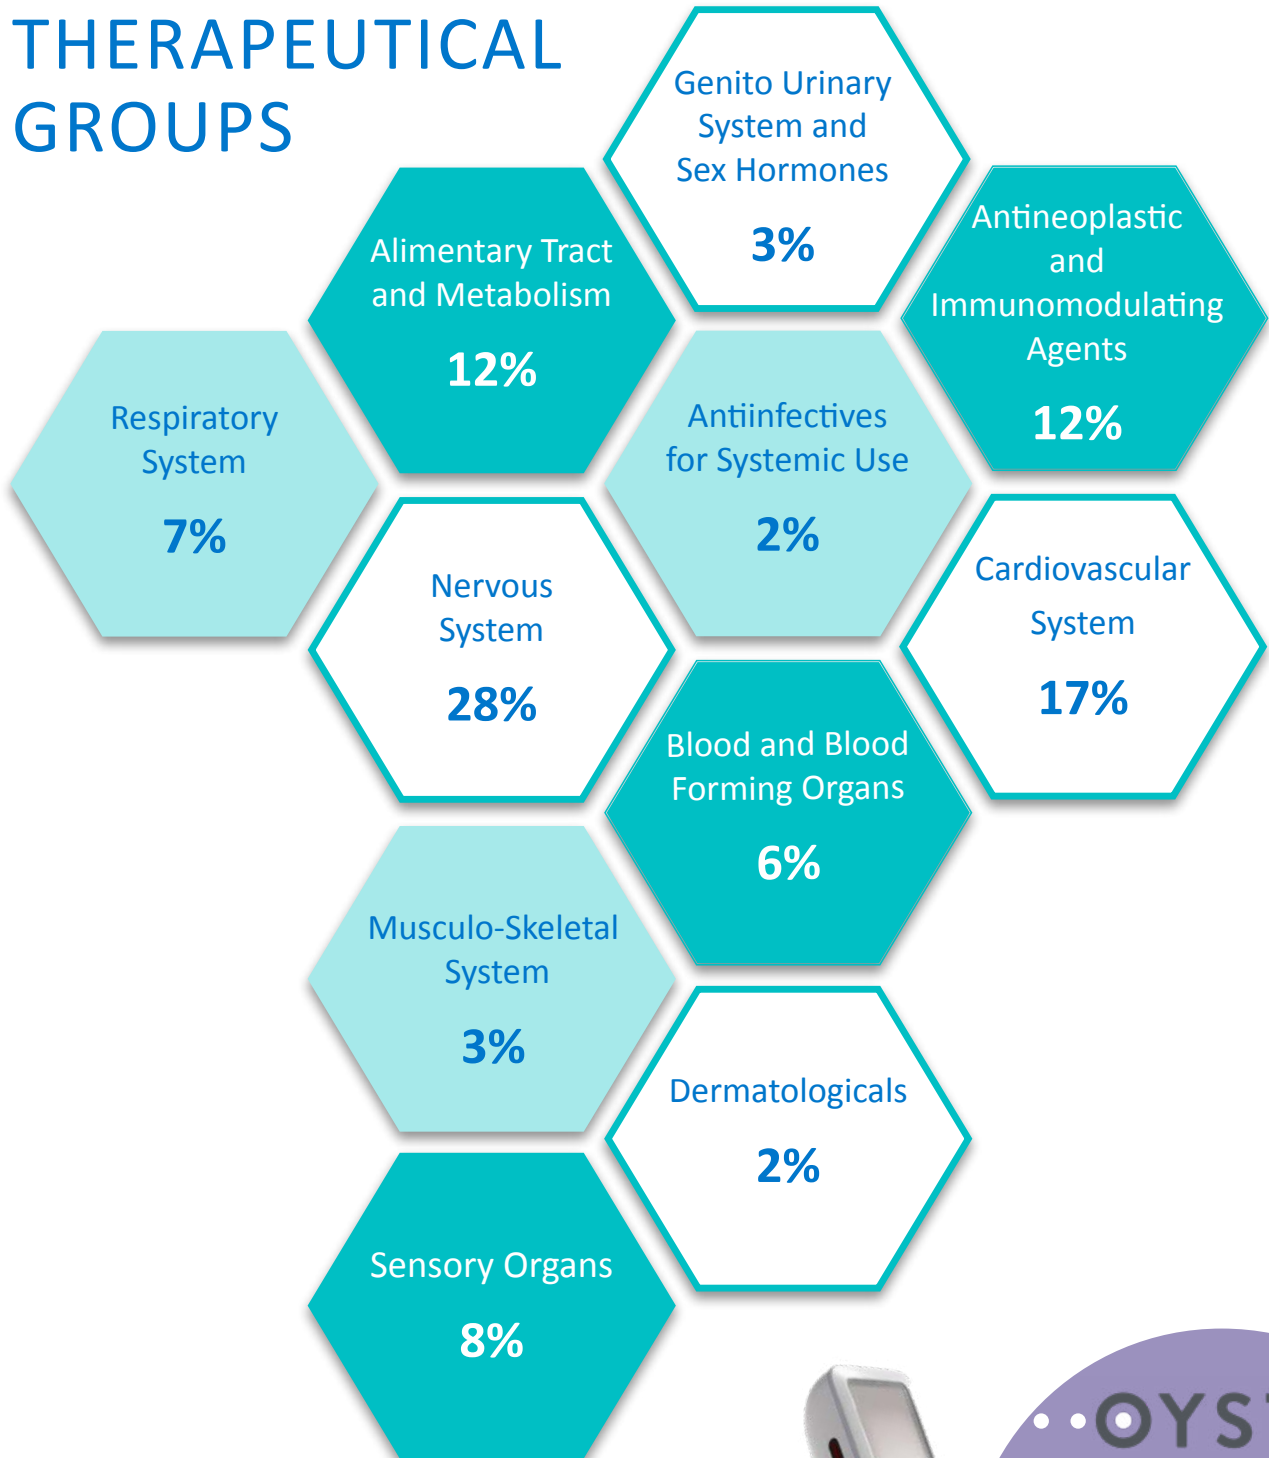 THERAPEUTICAL
GROUPS
Genito Urinary
System and
Sex Hormones
3%
Alimentary Tract
and Metabolism
12%
Antineoplastic
and
Immunomodulating
Agents
12%
Respiratory
System
7%
Antiinfectives
for Systemic Use
2%
Nervous
System
28%
Cardiovascular
System
17%
Blood and Blood
Forming Organs
6%
Musculo-Skeletal
System
3%
Dermatologicals
2%
Sensory Organs
8%